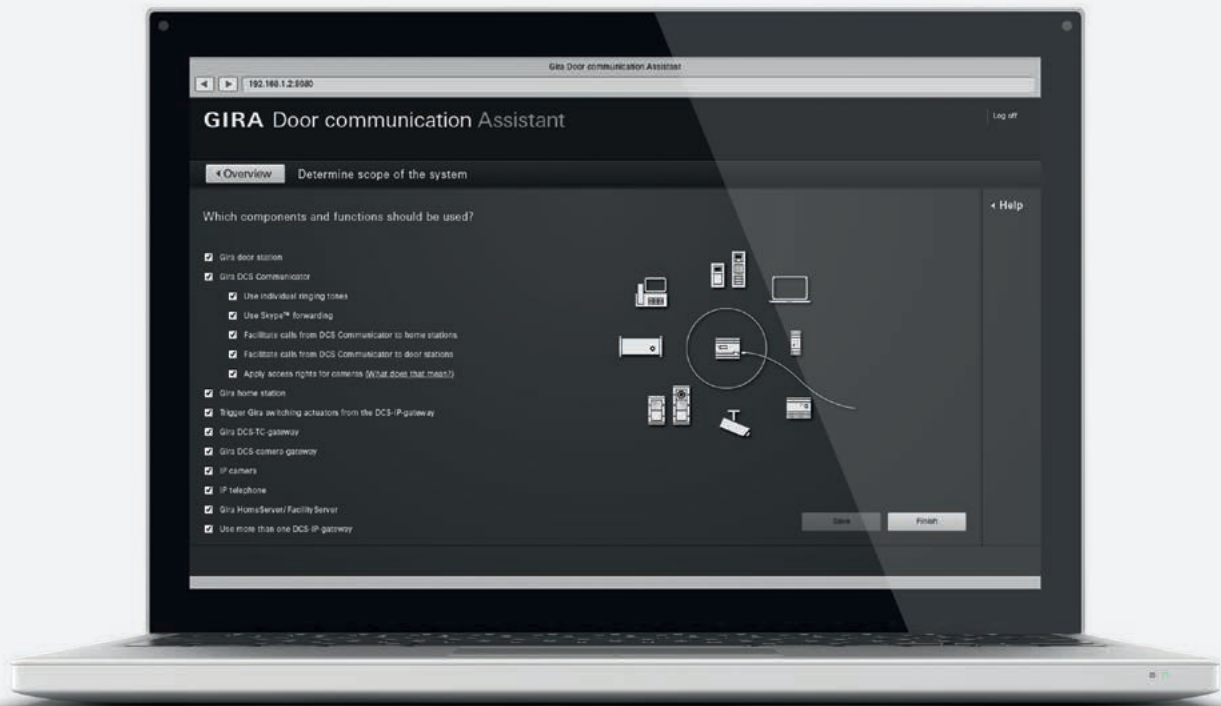 Gira Door communication Assistant
192.168.1.2:5080
GIRA Door communication Assistant
Log off
Overview
Determine scope of the system
Which components and functions should be used?
Help
Gira door station
Gira DCS Communicator
Use individual ringing tones
Use Skype™ forwarding
Facilitate calls from DCS Communicator to home stations
Facilitate calls from DCS Communicator to door stations
Apply access rights for cameras (What does that mean?)
Gira home station
Trigger Gira switching actuators from the DCS-IP-gateway
Gira DCS-TC-gateway
Gira DCS-camera-gateway
IP camera
IP telephone
Gira HomeServer/FacilityServer
Use more than one DCS-IP-gateway
Save
Finish